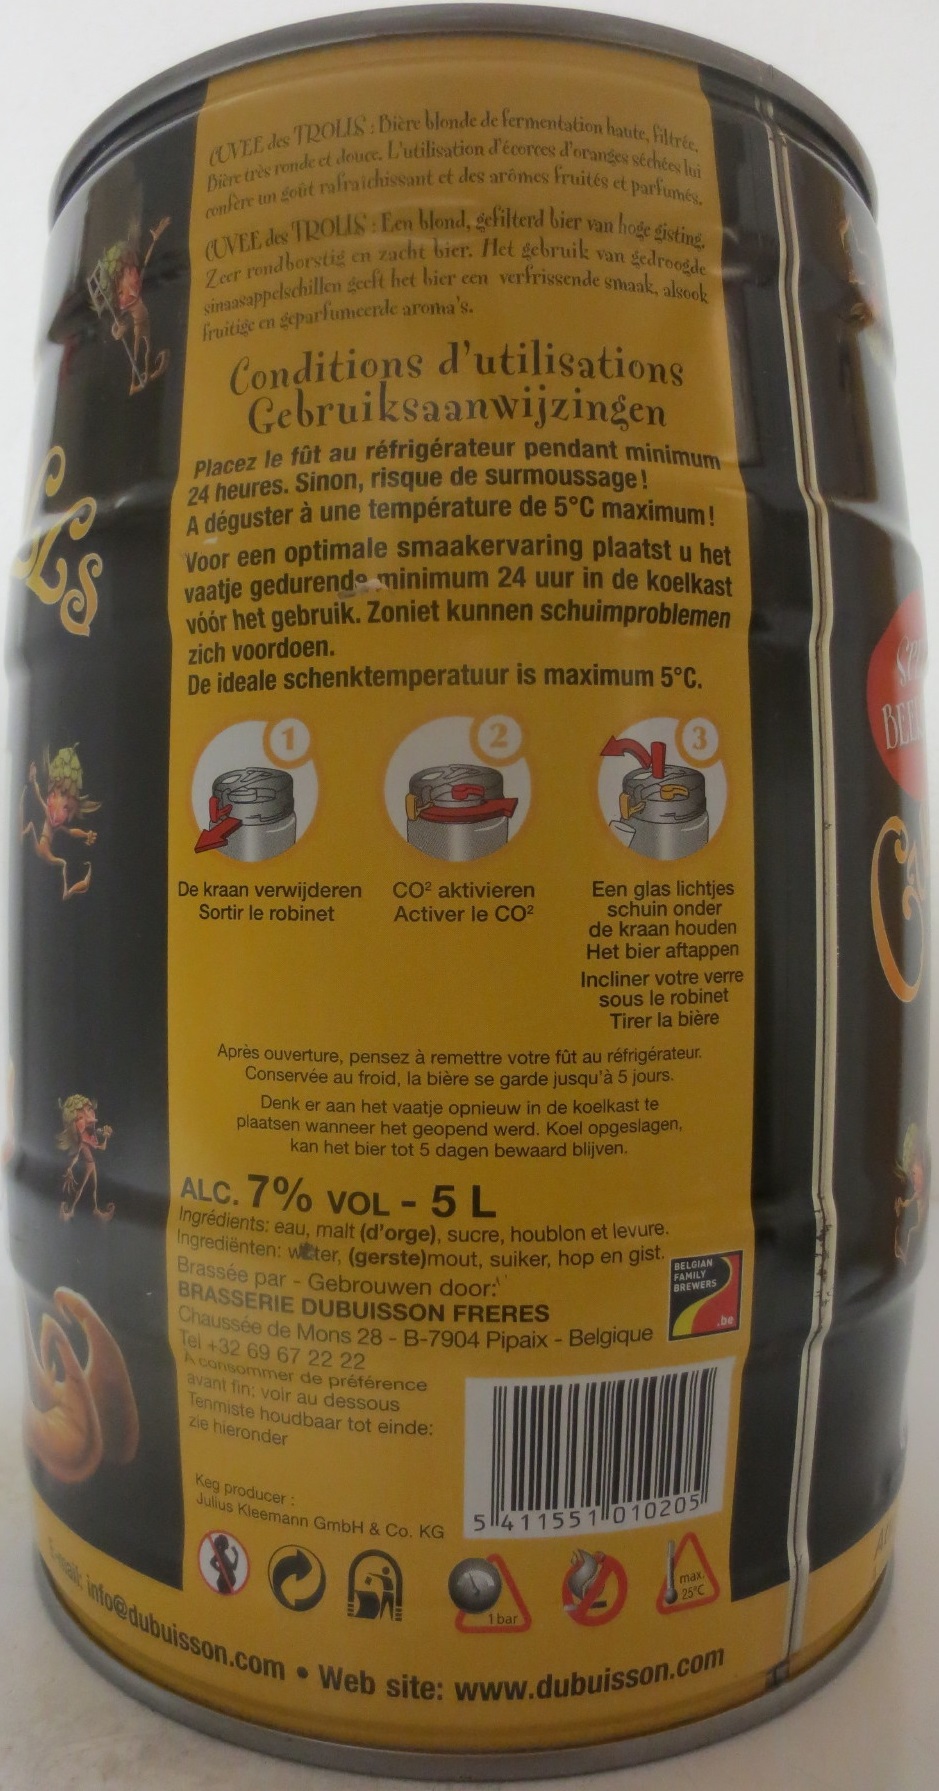 CUVEE des TROLLS : Bière blonde de fermentation haute, filtrée.
Bière très ronde et douce. L'utilisation d'écorces d'oranges séchées lui
confère un goût rafraîchissant et des arômes fruités et parfumés.
CUVEE des TROLLS : Een blond, gefilterd bier van hoge gisting.
Zeer rondborstig en zacht bier. Het gebruik van gedroogde
sinaasappelschillen geeft het bier een verfrissende smaak, alsook
fruitige en geparfumeerde aroma's.
Conditions d'utilisations
Gebruiksaanwijzingen
Placez le fût au réfrigérateur pendant minimum
24 heures. Sinon, risque de surmoussage!
A déguster à une température de 5°C maximum!
Voor een optimale smaakervaring plaatst u het
vaatje gedurende minimum 24 uur in de koelkast
vóór het gebruik. Zoniet kunnen schuimproblemen
zich voordoen.
De ideale schenktemperatuur is maximum 5°C.
1
2
3
De kraan verwijderen
Sortir le robinet
CO² aktivieren
Activer le CO²
Een glas lichtjes
schuin onder
de kraan houden
Het bier aftappen
Incliner votre verre
sous le robinet
Tirer la bière
Après ouverture, pensez à remettre votre fût au réfrigérateur.
Conservée au froid, la bière se garde jusqu'à 5 jours.
Denk er aan het vaatje opnieuw in de koelkast te
plaatsen wanneer het geopend werd. Koel opgeslagen,
kan het bier tot 5 dagen bewaard blijven.
ALC. 7% VOL - 5 L
Ingrédients: eau, malt (d'orge), sucre, houblon et levure.
Ingrediënten: water, (gerste)mout, suiker, hop en gist.
Brassée par - Gebrouwen door:
BRASSERIE DUBUISSON FRERES
Chaussée de Mons 28 - B-7904 Pipaix - Belgique
Tel +32 69 67 22 22
BELGIAN
FAMILY
BREWERS
.be
A consommer de préférence
avant fin: voir au dessous
Tenmiste houdbaar tot einde:
zie hieronder
Keg producer :
Julius Kleemann GmbH & Co. KG
5 411551 010205
1 bar
max.
25°C
E-mail: info@dubuisson.com • Web site: www.dubuisson.com
LS